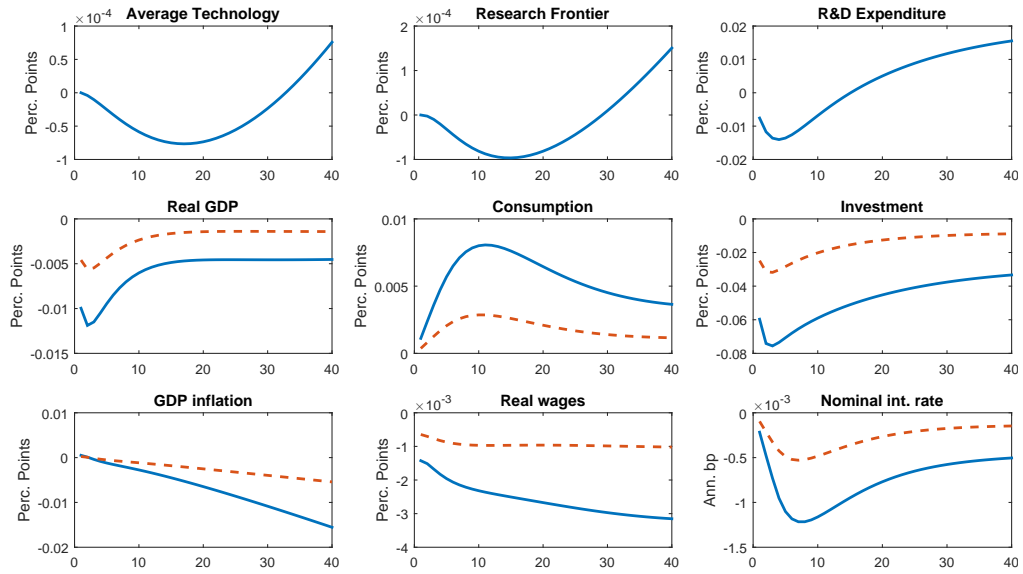 Average Technology
×10-4
Perc. Points
1
0.5
0
-0.5
-1
0 10 20 30 40
Research Frontier
×10-4
Perc. Points
2
1
0
-1
0 10 20 30 40
R&D Expenditure
Perc. Points
0.02
0.01
0
-0.01
-0.02
0 10 20 30 40
Real GDP
Perc. Points
0
-0.005
-0.01
-0.015
0 10 20 30 40
Consumption
Perc. Points
0.01
0.005
0
0 10 20 30 40
Investment
Perc. Points
0
-0.02
-0.04
-0.06
-0.08
0 10 20 30 40
GDP inflation
Perc. Points
0.01
0
-0.01
-0.02
0 10 20 30 40
Real wages
×10-3
Perc. Points
0
-1
-2
-3
-4
0 10 20 30 40
Nominal int. rate
×10-3
Ann. bp
0
-0.5
-1
-1.5
0 10 20 30 40